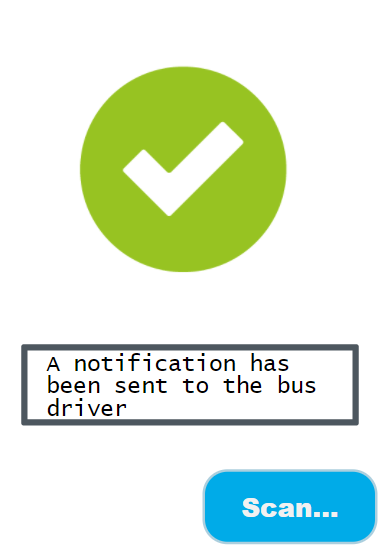 A notification has
been sent to the bus
driver
Scan...